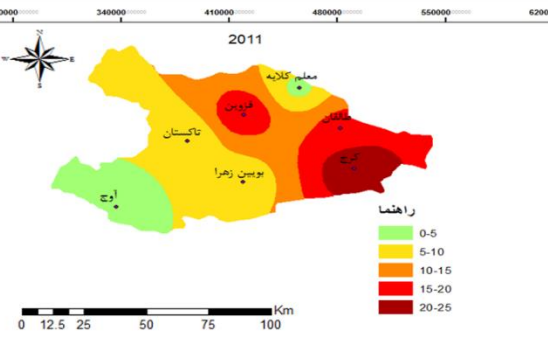 340000 410000 480000 550000
2011
N
W E
S
معلم کلایه
قزوین
طالقان
تاکستان
کرج
بویین زهرا
آوج
راهنما
0-5
5-10
10-15
15-20
20-25
Km
0 12.5 25 50 75 100